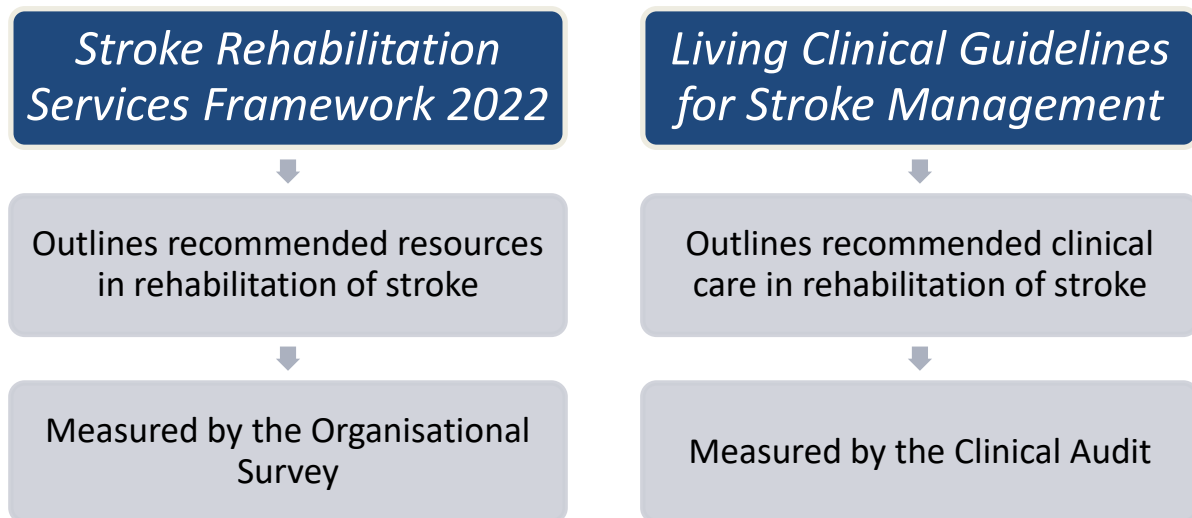 Stroke Rehabilitation
Services Framework 2022
Outlines recommended resources
in rehabilitation of stroke
Measured by the Organisational
Survey
Living Clinical Guidelines
for Stroke Management
Outlines recommended clinical
care in rehabilitation of stroke
Measured by the Clinical Audit